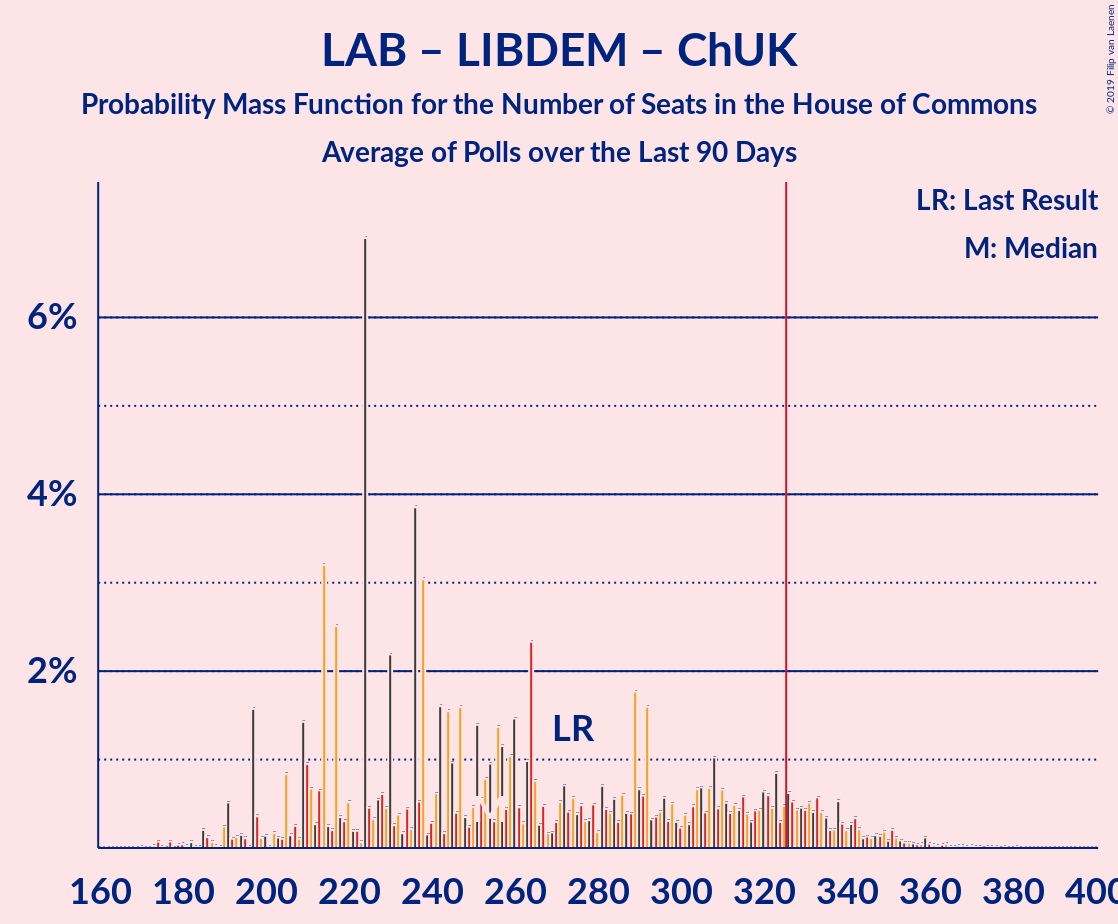 LAB – LIBDEM – ChUK
Probability Mass Function for the Number of Seats in the House of Commons
Average of Polls over the Last 90 Days
© 2019 Filip van Laenen
LR: Last Result
M: Median
6%
4%
2%
LR
M
160 180 200 220 240 260 280 300 320 340 360 380 400